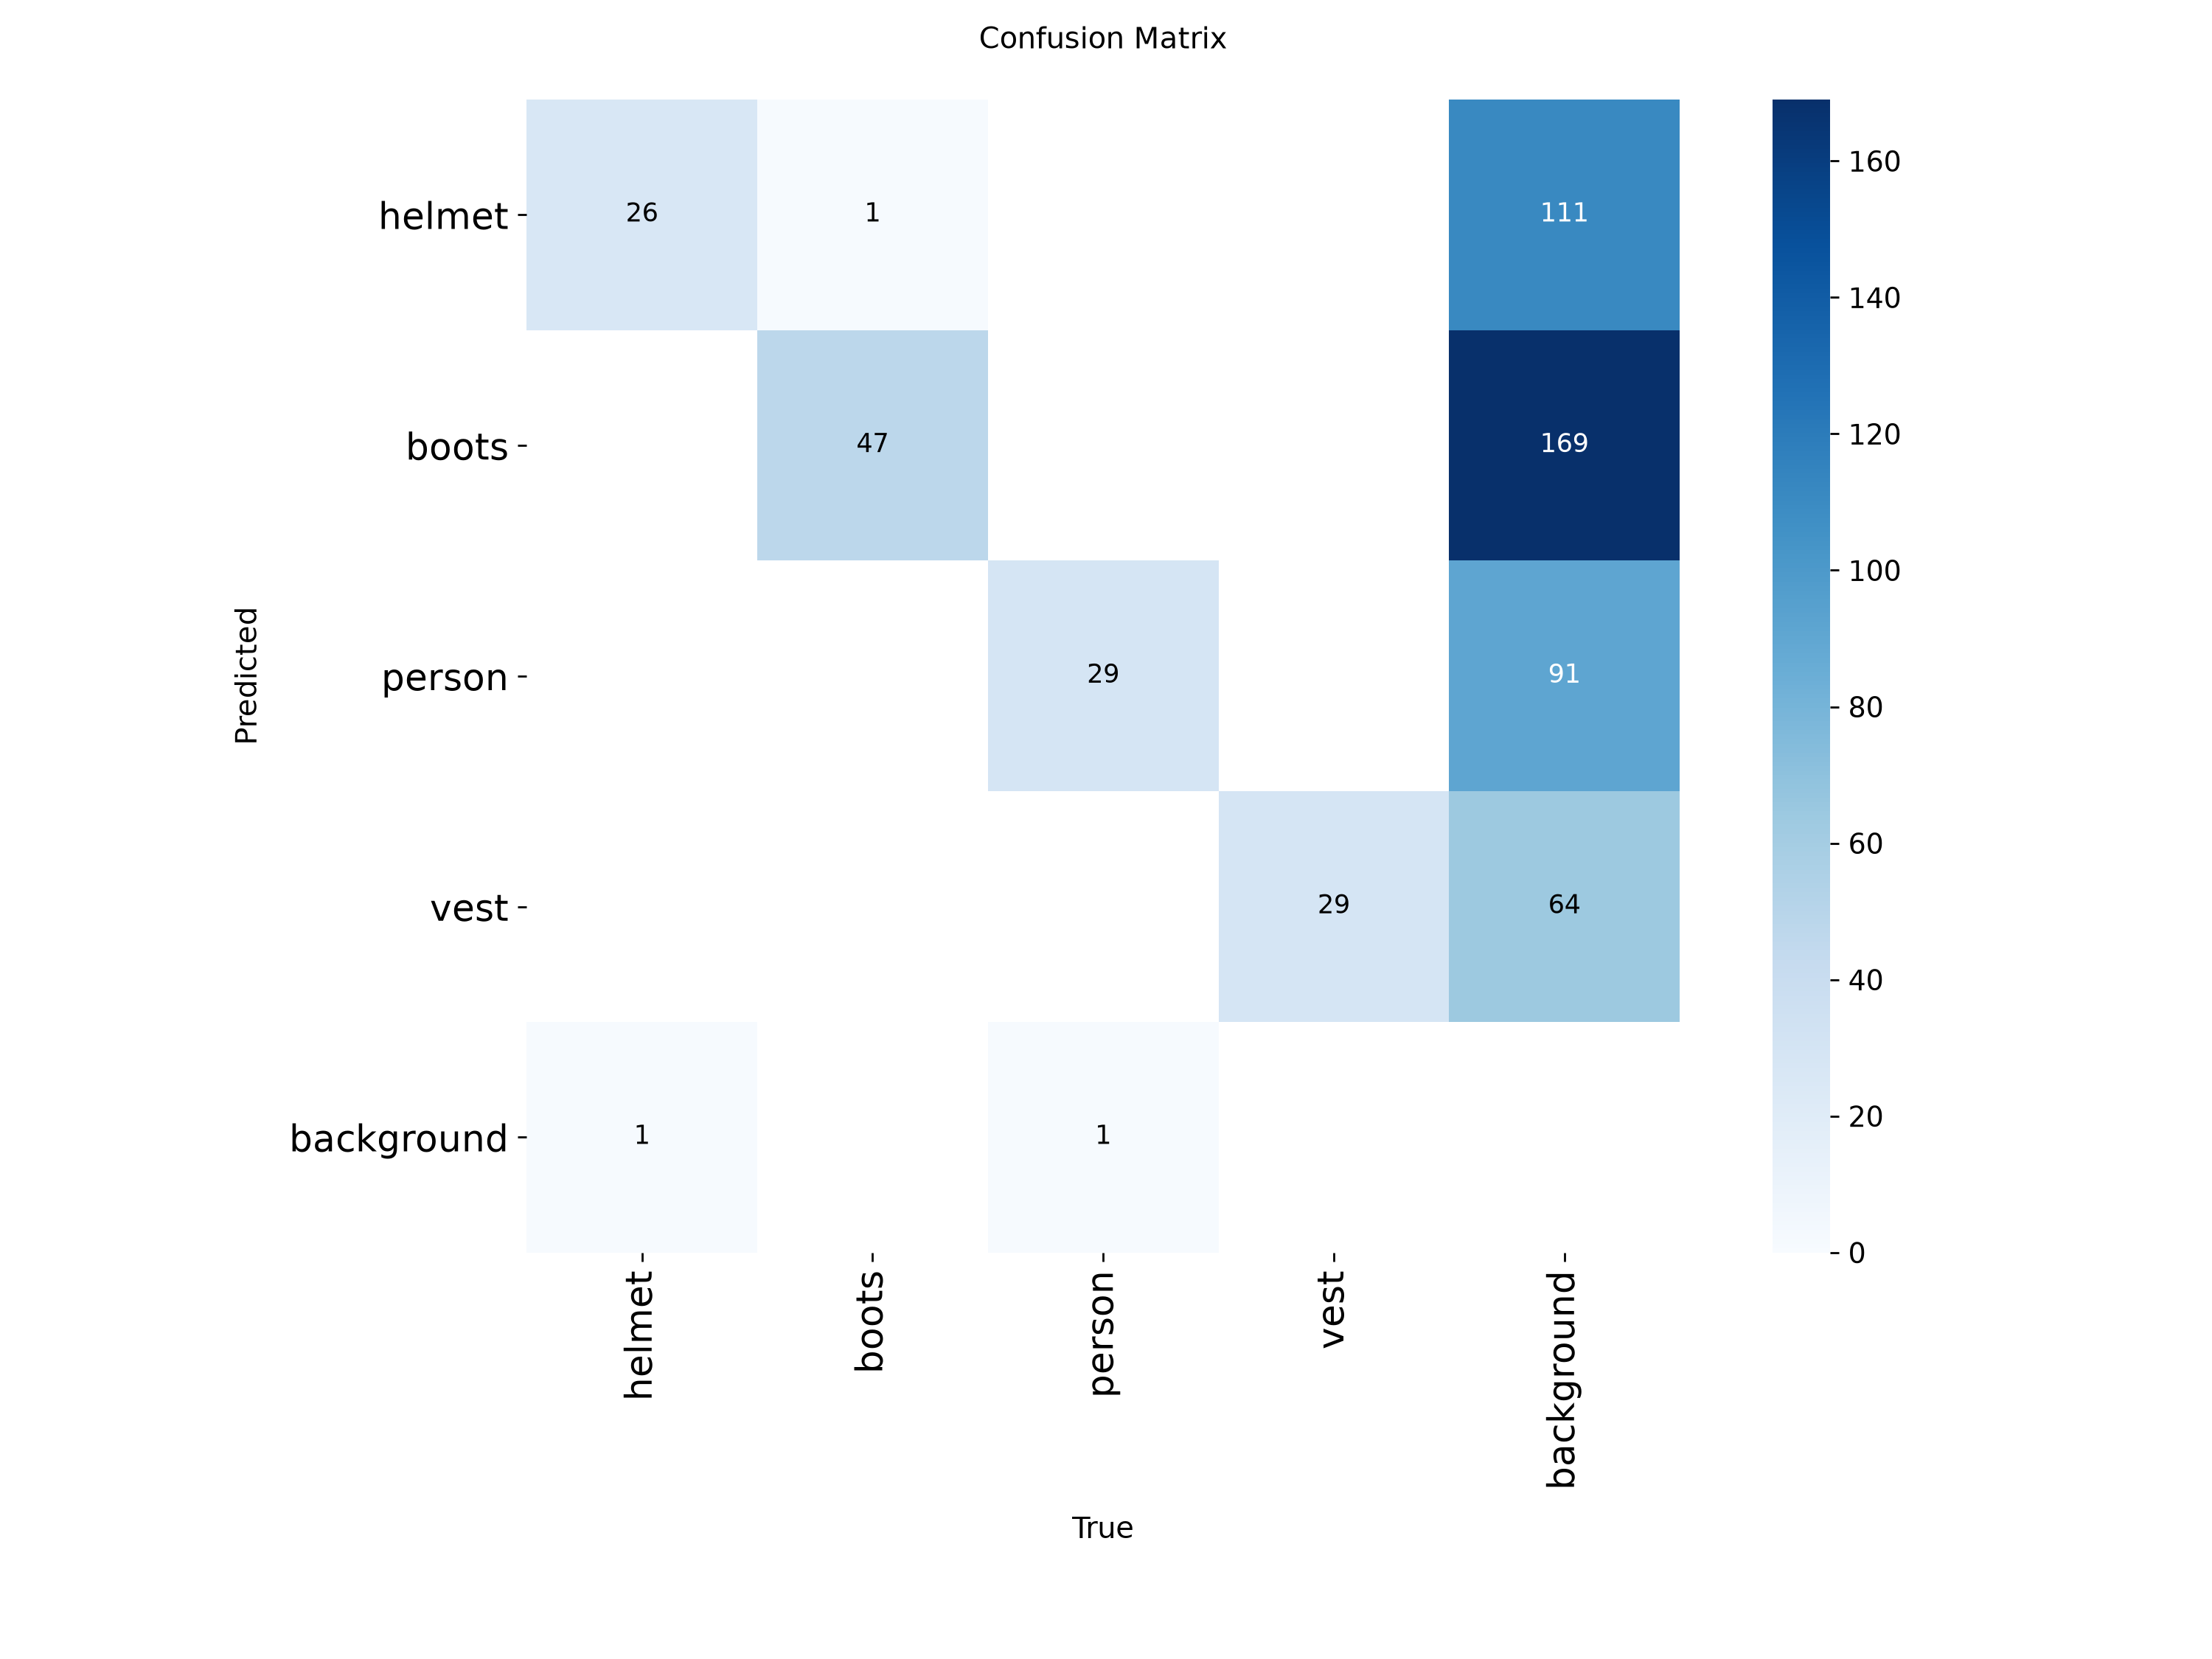 Confusion Matrix
helmet
26
1
111
160
140
boots
47
169
120
100
Predicted
person
29
91
80
60
vest
29
64
40
20
background
1
1
0
helmet
boots
person
vest
background
True